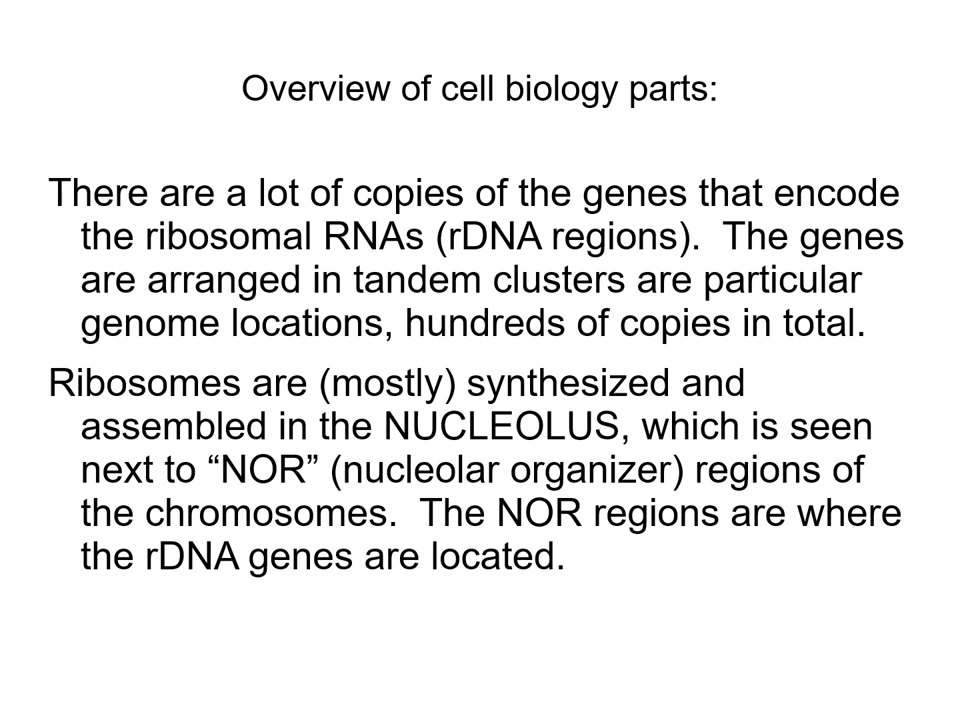 Overview of cell biology parts:
There are a lot of copies of the genes that encode
the ribosomal RNAs (rDNA regions).  The genes
are arranged in tandem clusters are particular
genome locations, hundreds of copies in total.
Ribosomes are (mostly) synthesized and
assembled in the NUCLEOLUS, which is seen
next to “NOR” (nucleolar organizer) regions of
the chromosomes.  The NOR regions are where
the rDNA genes are located.